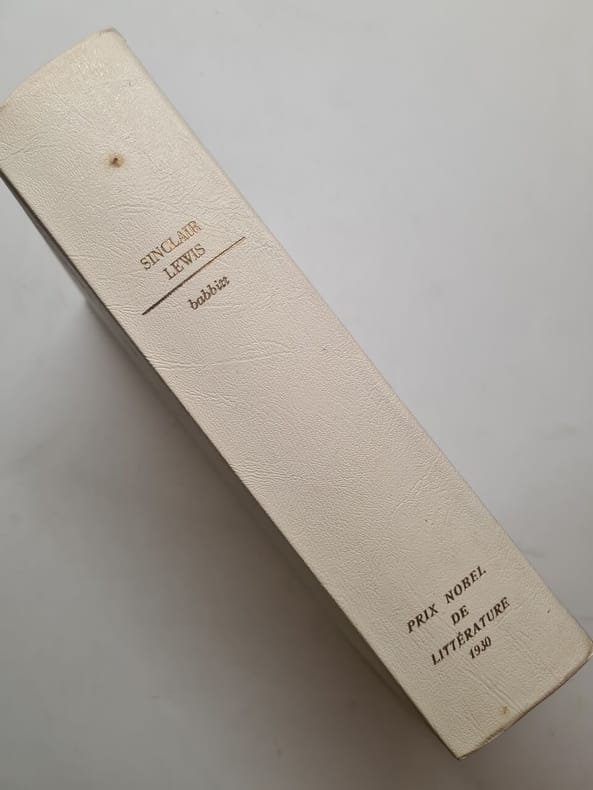 SINCLAIR
LEWIS
babbitt
PRIX NOBEL
DE
LITTÉRATURE
1930